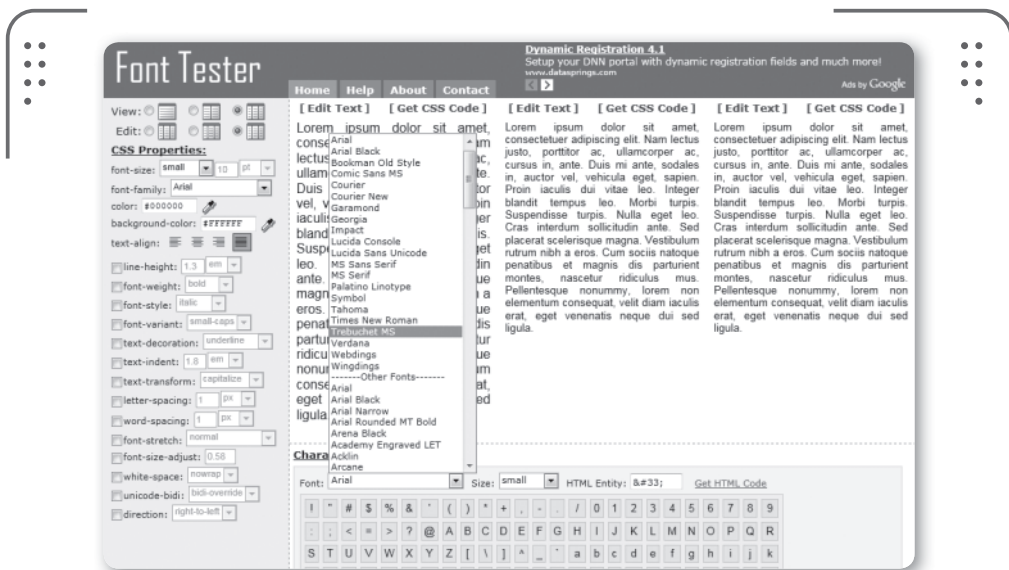 Font Tester
Dynamic Registration 4.1
Setup your DNN portal with dynamic registration fields and much more!
www.datasprings.com
Ads by Google
Home Help About Contact
View:
Edit:
CSS Properties:
font-size: small 10 pt
font-family: Arial
color: #000000
background-color: #FFFFFF
text-align:
line-height: 1.3 em
font-weight: bold
font-style: italic
font-variant: small-caps
text-decoration: underline
text-indent: 1.8 em
text-transform: capitalize
letter-spacing: 1 px
word-spacing: 1 px
font-stretch: normal
font-size-adjust: 0.58
white-space: nowrap
unicode-bidi: bidi-override
direction: right-to-left
[ Edit Text ] [ Get CSS Code ]
Lorem ipsum dolor sit amet,
Arial
Arial Black
Bookman Old Style
Comic Sans MS
Courier
Courier New
Garamond
Georgia
Impact
Lucida Console
Lucida Sans Unicode
MS Sans Serif
MS Serif
Palatino Linotype
Symbol
Tahoma
Times New Roman
Trebuchet MS
Verdana
Webdings
Wingdings
-------Other Fonts-------
Arial
Arial Black
Arial Narrow
Arial Rounded MT Bold
Arena Black
Academy Engraved LET
Acklin
Arcane
[ Edit Text ] [ Get CSS Code ]
Lorem ipsum dolor sit amet,
consectetuer adipiscing elit. Nam lectus
justo, porttitor ac, ullamcorper ac,
cursus in, ante. Duis mi ante, sodales
in, auctor vel, vehicula eget, sapien.
Proin iaculis dui vitae leo. Integer
blandit tempus leo. Morbi turpis.
Suspendisse turpis. Nulla eget leo.
Cras interdum sollicitudin ante. Sed
placerat scelerisque magna. Vestibulum
rutrum nibh a eros. Cum sociis natoque
penatibus et magnis dis parturient
montes, nascetur ridiculus mus.
Pellentesque nonummy, lorem non
elementum consequat, velit diam iaculis
erat, eget venenatis neque dui sed
ligula.
[ Edit Text ] [ Get CSS Code ]
Lorem ipsum dolor sit amet,
consectetuer adipiscing elit. Nam lectus
justo, porttitor ac, ullamcorper ac,
cursus in, ante. Duis mi ante, sodales
in, auctor vel, vehicula eget, sapien.
Proin iaculis dui vitae leo. Integer
blandit tempus leo. Morbi turpis.
Suspendisse turpis. Nulla eget leo.
Cras interdum sollicitudin ante. Sed
placerat scelerisque magna. Vestibulum
rutrum nibh a eros. Cum sociis natoque
penatibus et magnis dis parturient
montes, nascetur ridiculus mus.
Pellentesque nonummy, lorem non
elementum consequat, velit diam iaculis
erat, eget venenatis neque dui sed
ligula.
Font: Arial Size: small HTML Entity: &#33; Get HTML Code
! " # $ % & ' ( ) * + , - . / 0 1 2 3 4 5 6 7 8 9
: ; < = > ? @ A B C D E F G H I J K L M N O P Q R
S T U V W X Y Z [ \ ] ^ _ ` a b c d e f g h i j k